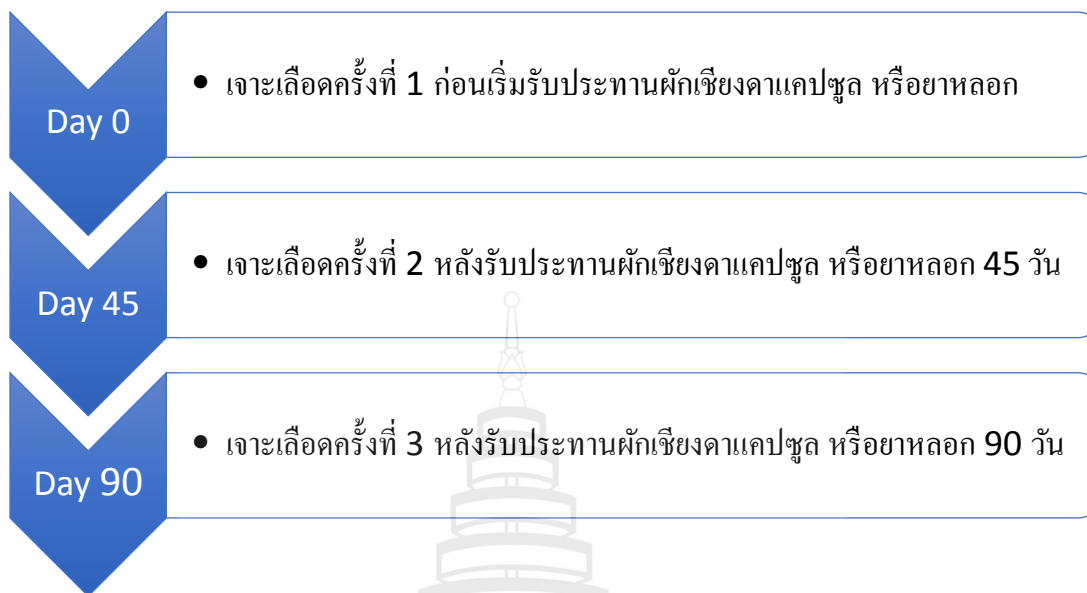 Day 0
• เจาะเลือดครั้งที่ 1 ก่อนเริ่มรับประทานผักเชียงดาแคปซูล หรือยาหลอก
Day 45
• เจาะเลือดครั้งที่ 2 หลังรับประทานผักเชียงดาแคปซูล หรือยาหลอก 45 วัน
Day 90
• เจาะเลือดครั้งที่ 3 หลังรับประทานผักเชียงดาแคปซูล หรือยาหลอก 90 วัน